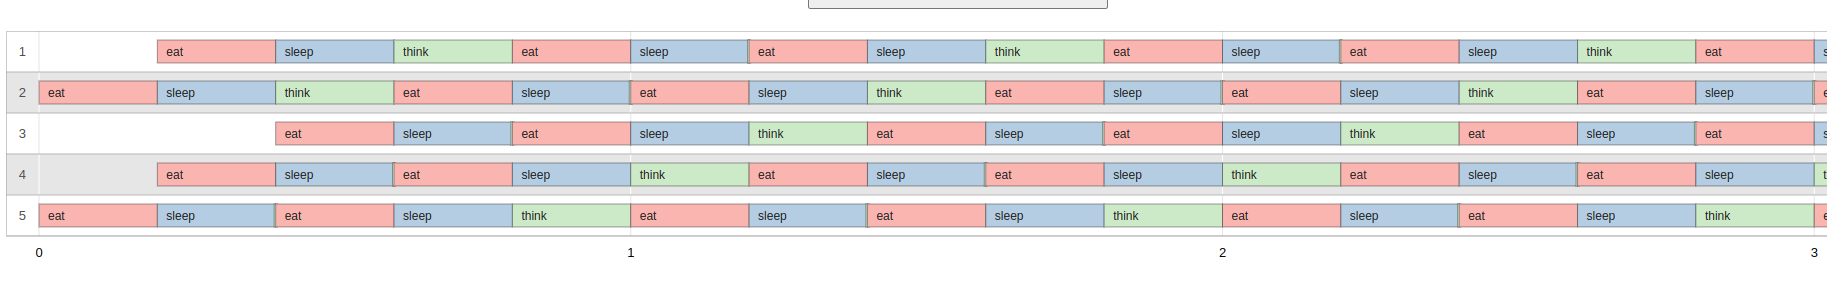 1 eat sleep think eat sleep eat sleep think eat sleep eat sleep think eat s
2 eat sleep think eat sleep eat sleep think eat sleep eat sleep think eat sleep e
3 eat sleep eat sleep think eat sleep eat sleep think eat sleep eat s
4 eat sleep eat sleep think eat sleep eat sleep think eat sleep eat sleep t
5 eat sleep eat sleep think eat sleep eat sleep think eat sleep eat sleep think e
0 1 2 3